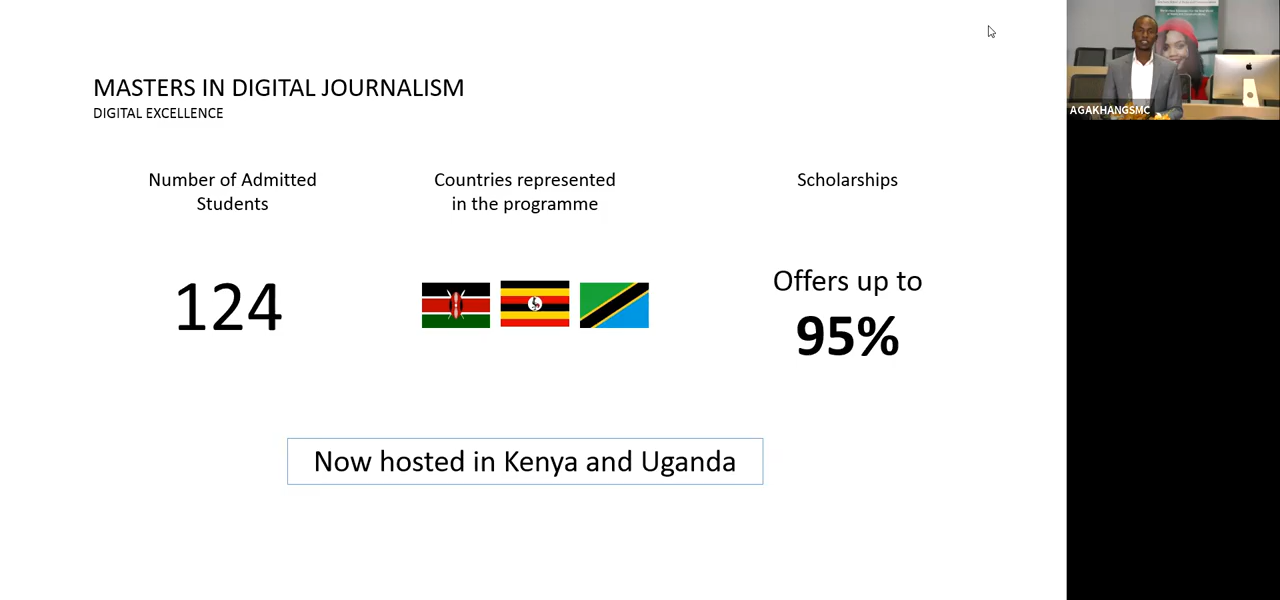 MASTERS IN DIGITAL JOURNALISM
DIGITAL EXCELLENCE
Number of Admitted
Students
124
Countries represented
in the programme
Scholarships
Offers up to
95%
Now hosted in Kenya and Uganda
AGAKHANGSMC